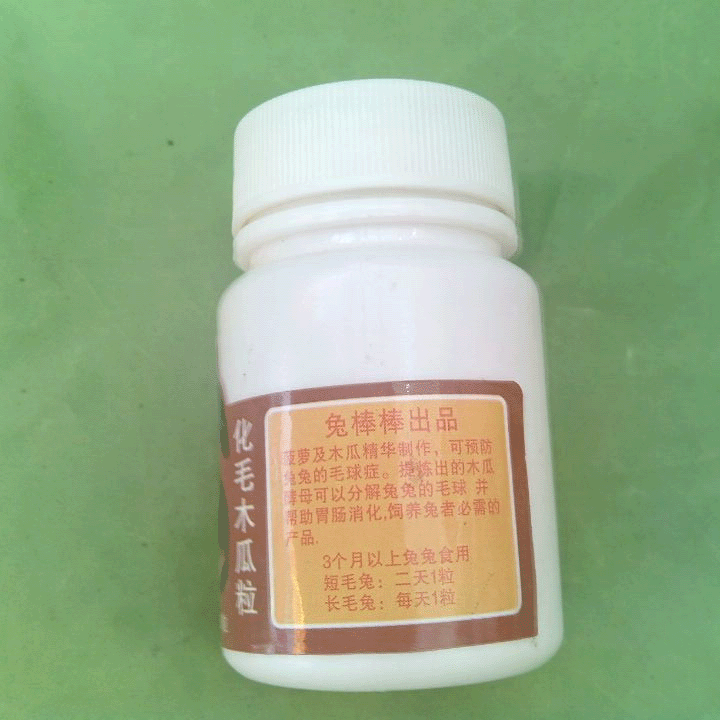 化毛木瓜粒
兔棒棒出品
菠萝及木瓜精华制作，可预防
兔兔的毛球症。提炼出的木瓜
酵母可以分解兔兔的毛球 并
帮助胃肠消化,饲养兔者必需的
产品.
3个月以上兔兔食用
短毛兔：二天1粒
长毛兔：每天1粒